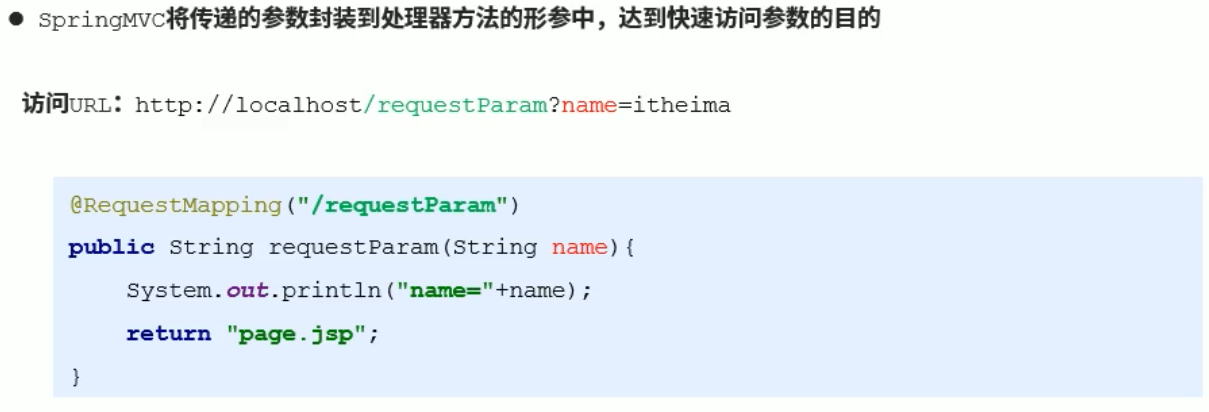 ● SpringMVC将传递的参数封装到处理器方法的形参中，达到快速访问参数的目的
访问URL：http://localhost/requestParam?name=itheima
@RequestMapping("/requestParam")
public String requestParam(String name){
    System.out.println("name="+name);
    return "page.jsp";
}